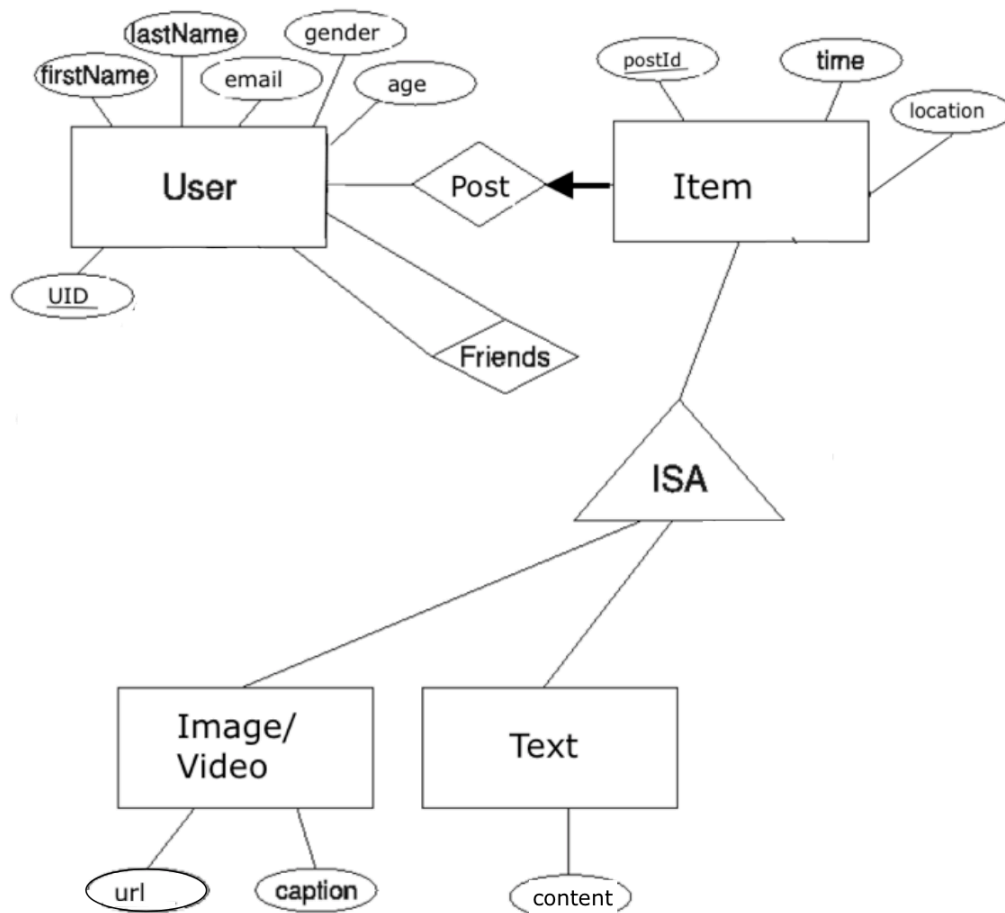 lastName
gender
firstName
email
age
postId
time
location
User
Post
Item
UID
Friends
ISA
Image/
Video
Text
url
caption
content